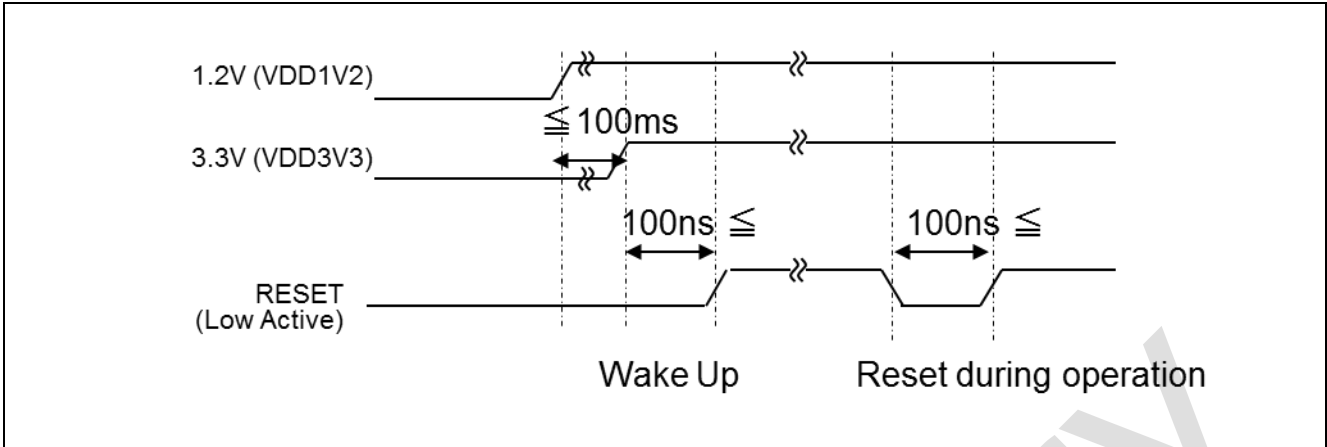 1.2V (VDD1V2)
≦ 100ms
3.3V (VDD3V3)
100ns ≦
100ns ≦
RESET
(Low Active)
Wake Up
Reset during operation